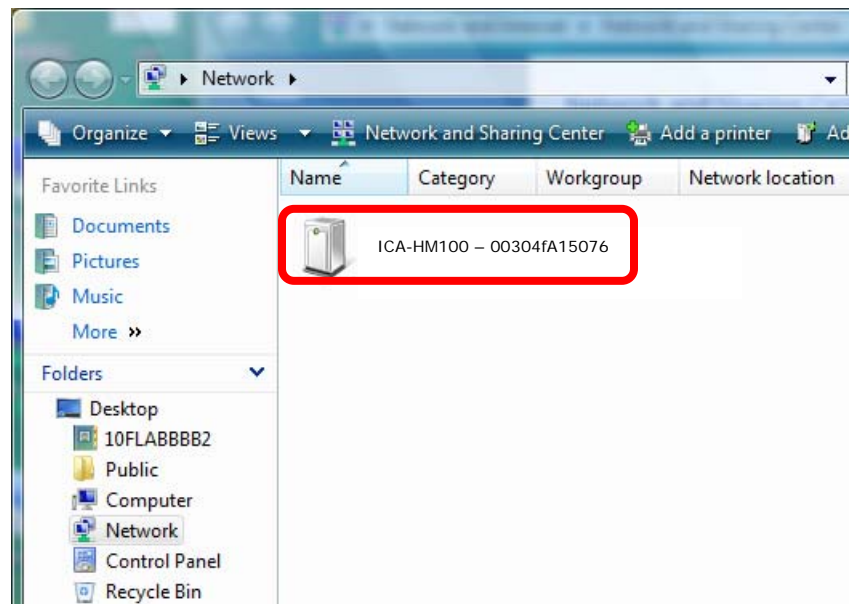 Network
Organize Views Network and Sharing Center Add a printer Ad
Favorite Links
Documents
Pictures
Music
More »
Folders
Desktop
10FLABBBB2
Public
Computer
Network
Control Panel
Recycle Bin
Name Category Workgroup Network location
ICA-HM100 – 00304fA15076